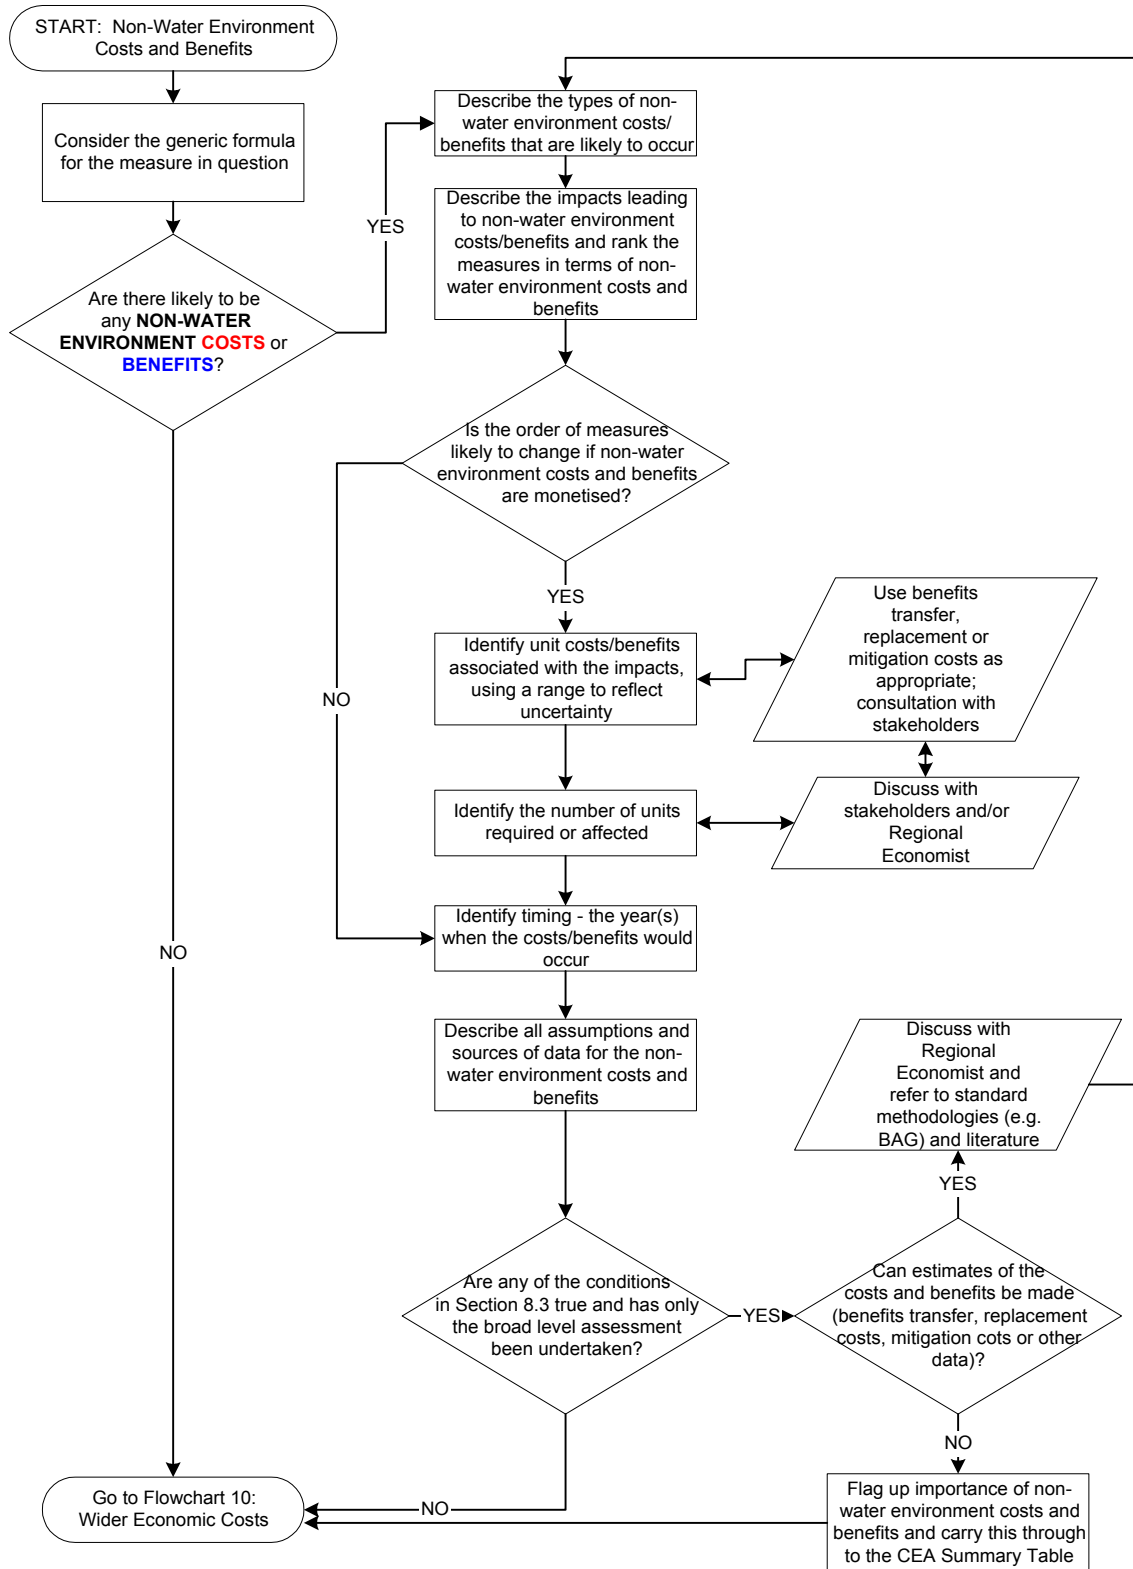 START: Non-Water Environment
Costs and Benefits
Consider the generic formula
for the measure in question
Are there likely to be
any NON-WATER
ENVIRONMENT COSTS or
BENEFITS?
YES
NO
Describe the types of non-
water environment costs/
benefits that are likely to occur
Describe the impacts leading
to non-water environment
costs/benefits and rank the
measures in terms of non-
water environment costs and
benefits
Is the order of measures
likely to change if non-water
environment costs and benefits
are monetised?
YES
NO
Identify unit costs/benefits
associated with the impacts,
using a range to reflect
uncertainty
Use benefits
transfer,
replacement or
mitigation costs as
appropriate;
consultation with
stakeholders
Identify the number of units
required or affected
Discuss with
stakeholders and/or
Regional
Economist
Identify timing - the year(s)
when the costs/benefits would
occur
Describe all assumptions and
sources of data for the non-
water environment costs and
benefits
Discuss with
Regional
Economist and
refer to standard
methodologies (e.g.
BAG) and literature
YES
Are any of the conditions
in Section 8.3 true and has only
the broad level assessment
been undertaken?
YES
Can estimates of the
costs and benefits be made
(benefits transfer, replacement
costs, mitigation cots or other
data)?
NO
NO
Go to Flowchart 10:
Wider Economic Costs
Flag up importance of non-
water environment costs and
benefits and carry this through
to the CEA Summary Table